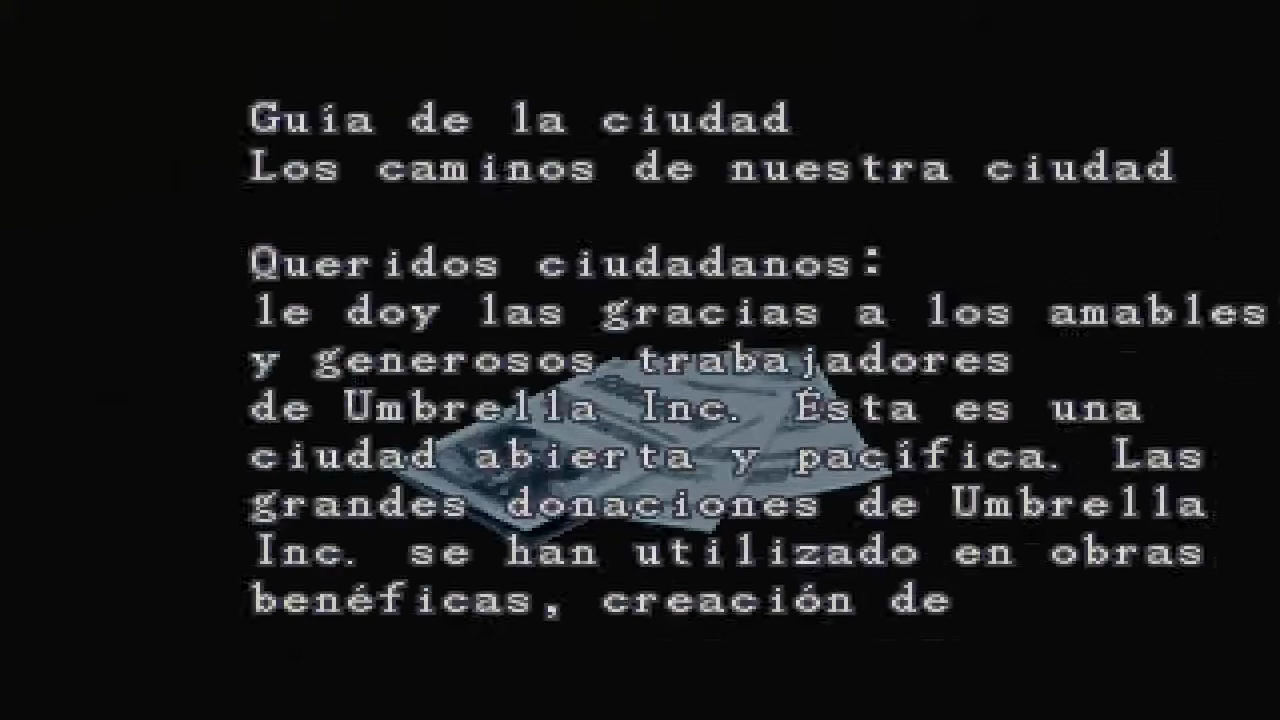 Guía de la ciudad
Los caminos de nuestra ciudad
Queridos ciudadanos:
le doy las gracias a los amables
y generosos trabajadores
de Umbrella Inc. Ésta es una
ciudad abierta y pacífica. Las
grandes donaciones de Umbrella
Inc. se han utilizado en obras
benéficas, creación de